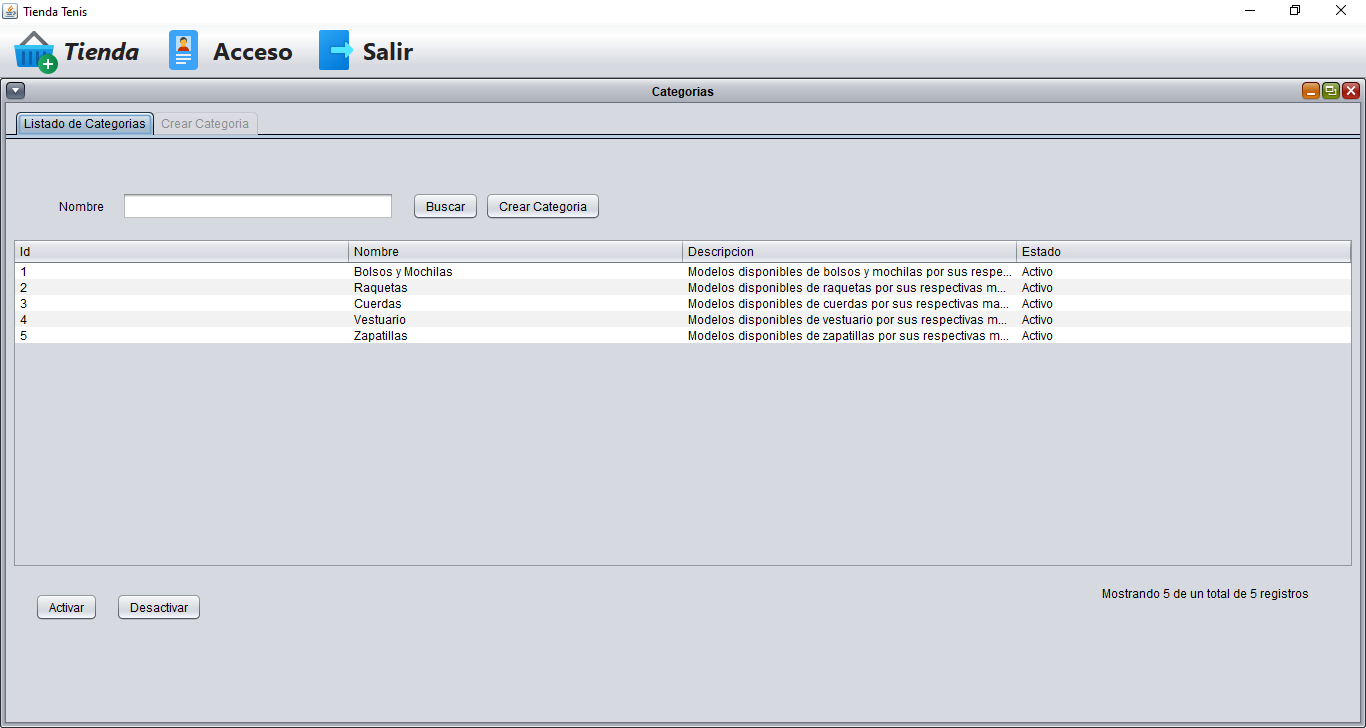 Tienda Tenis
Tienda Acceso Salir
Categorias
Listado de Categorias Crear Categoria
Nombre Buscar Crear Categoria
Id Nombre Descripcion Estado
1 Bolsos y Mochilas Modelos disponibles de bolsos y mochilas por sus respe... Activo
2 Raquetas Modelos disponibles de raquetas por sus respectivas m... Activo
3 Cuerdas Modelos disponibles de cuerdas por sus respectivas ma... Activo
4 Vestuario Modelos disponibles de vestuario por sus respectivas m... Activo
5 Zapatillas Modelos disponibles de zapatillas por sus respectivas m... Activo
Mostrando 5 de un total de 5 registros
Activar Desactivar